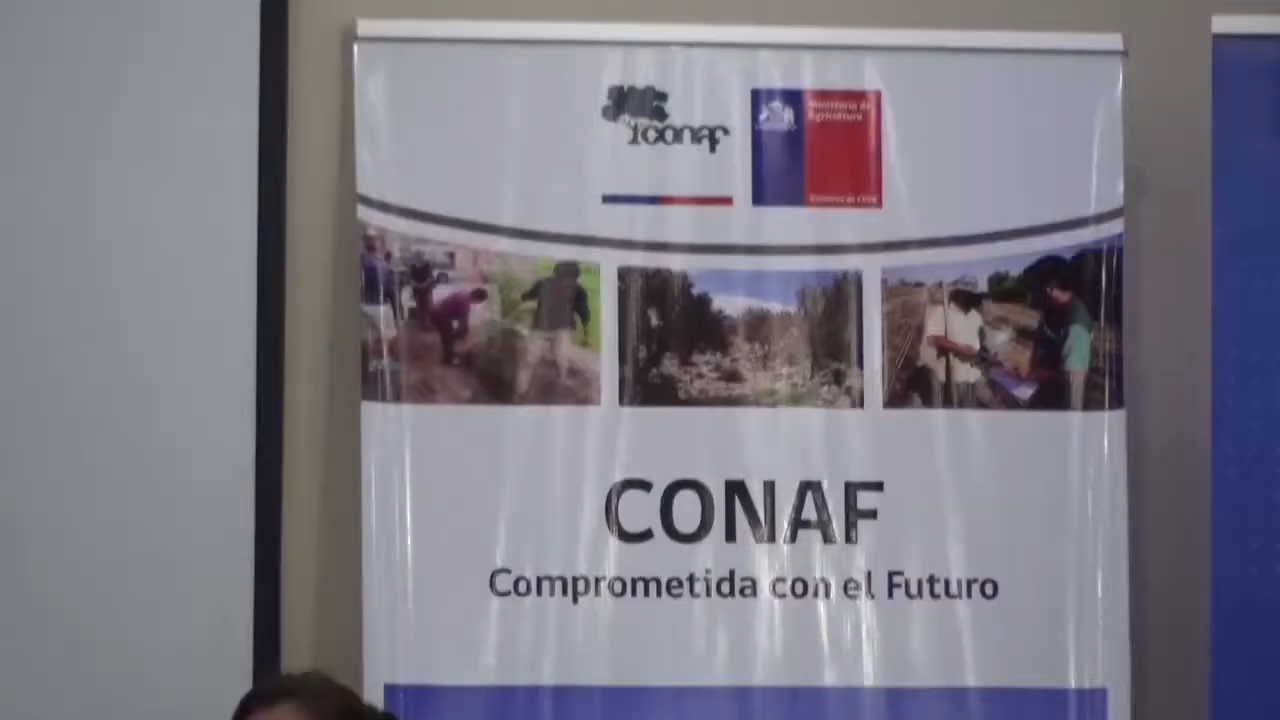 conaf
Ministerio de
Agricultura
Gobierno de Chile
CONAF
Comprometida con el Futuro